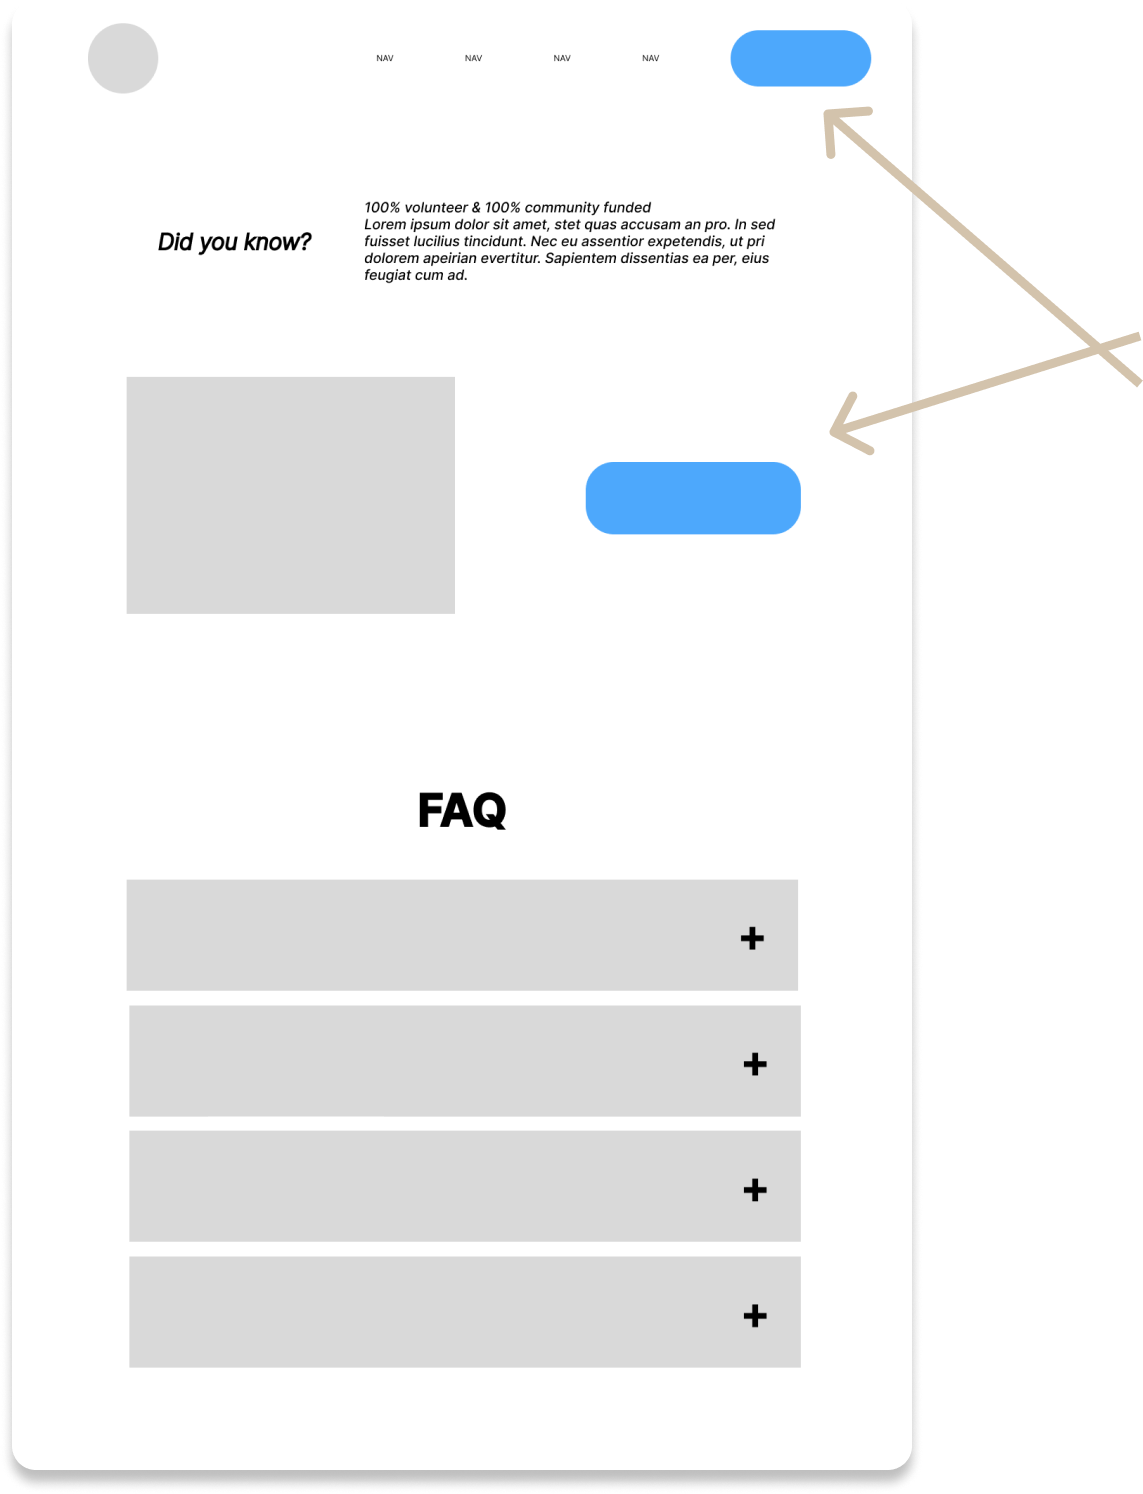 NAV NAV NAV NAV
Did you know?
100% volunteer & 100% community funded
Lorem ipsum dolor sit amet, stet quas accusam an pro. In sed
fuisset lucilius tincidunt. Nec eu assentior expetendis, ut pri
dolorem apeirian evertitur. Sapientem dissentias ea per, eius
feugiat cum ad.
FAQ
+
+
+
+